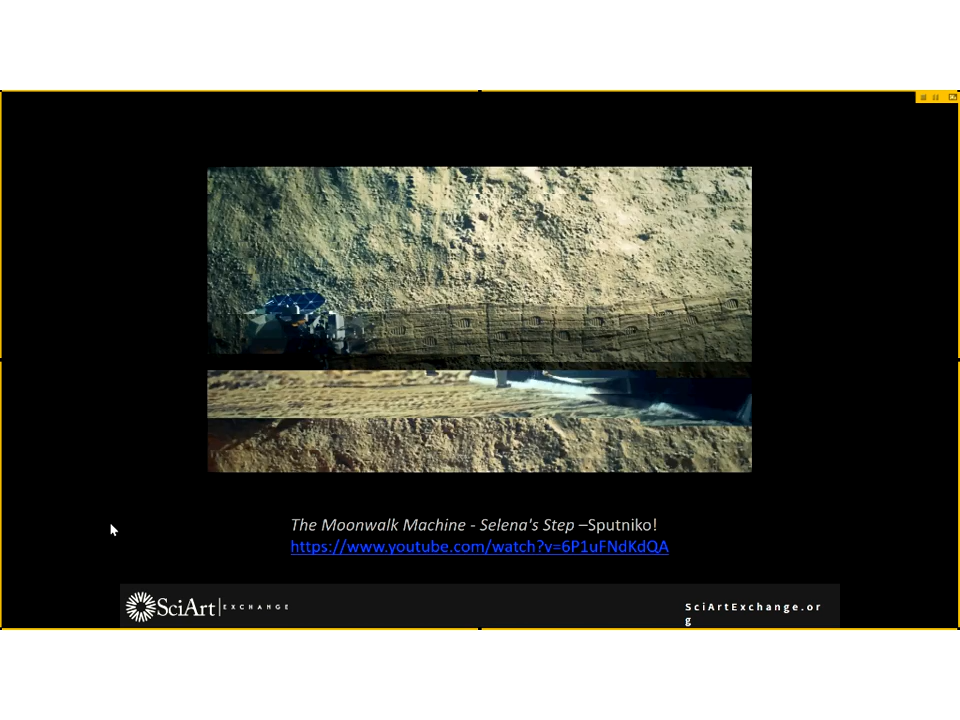 The Moonwalk Machine - Selena's Step –Sputniko!
https://www.youtube.com/watch?v=6P1uFNdKdQA
SciArt | EXCHANGE
SciArtExchange.or
g